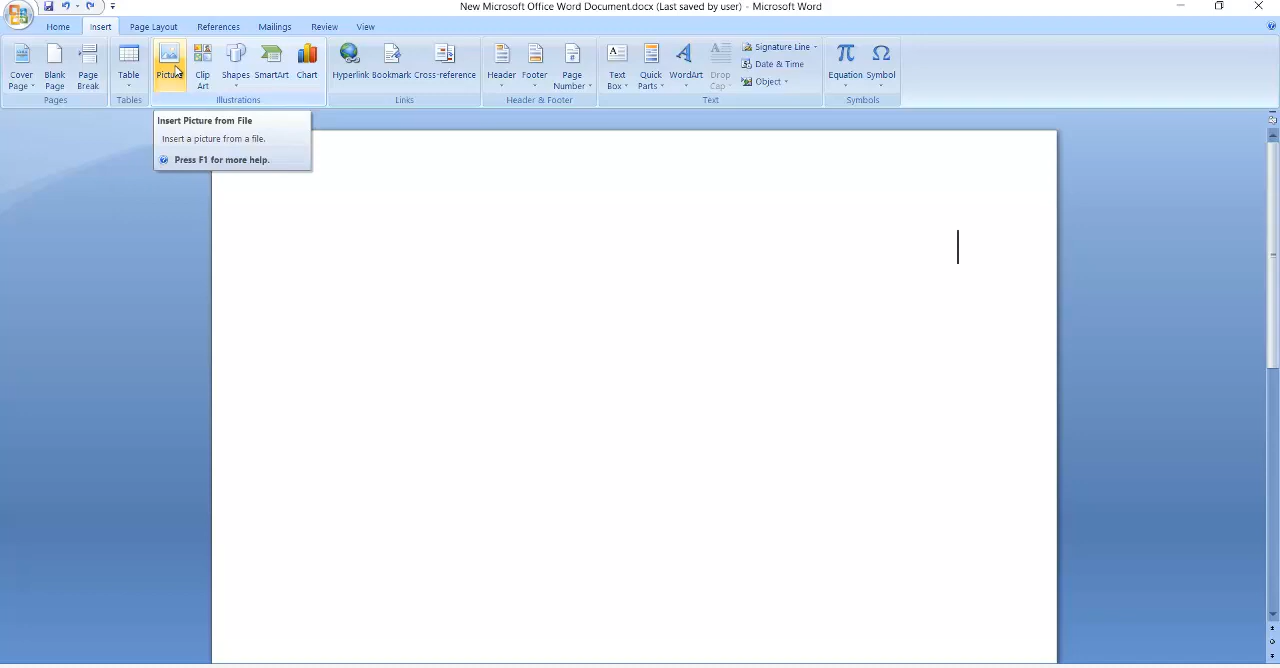 New Microsoft Office Word Document.docx (Last saved by user) - Microsoft Word
Home Insert Page Layout References Mailings Review View
Cover Page Blank Page Page Break
Pages
Table
Tables
Picture Clip Art Shapes SmartArt Chart
Illustrations
Hyperlink Bookmark Cross-reference
Links
Header Footer Page Number
Header & Footer
Text Box Quick Parts WordArt Drop Cap
Signature Line
Date & Time
Object
Text
Equation Symbol
Symbols
Insert Picture from File
Insert a picture from a file.
Press F1 for more help.